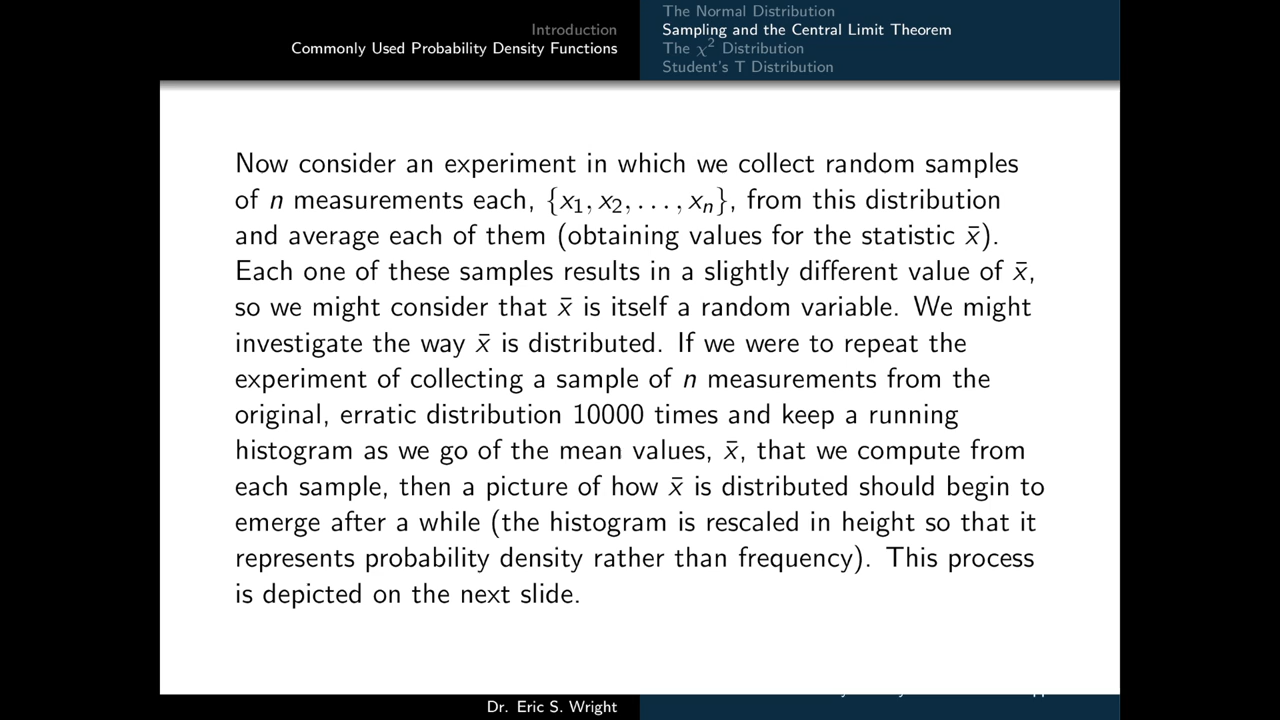 Introduction
Commonly Used Probability Density Functions
The Normal Distribution
Sampling and the Central Limit Theorem
The χ² Distribution
Student's T Distribution
Now consider an experiment in which we collect random samples
of n measurements each, {x₁, x₂, . . . , xₙ}, from this distribution
and average each of them (obtaining values for the statistic x̄).
Each one of these samples results in a slightly different value of x̄,
so we might consider that x̄ is itself a random variable. We might
investigate the way x̄ is distributed. If we were to repeat the
experiment of collecting a sample of n measurements from the
original, erratic distribution 10000 times and keep a running
histogram as we go of the mean values, x̄, that we compute from
each sample, then a picture of how x̄ is distributed should begin to
emerge after a while (the histogram is rescaled in height so that it
represents probability density rather than frequency). This process
is depicted on the next slide.
Dr. Eric S. Wright